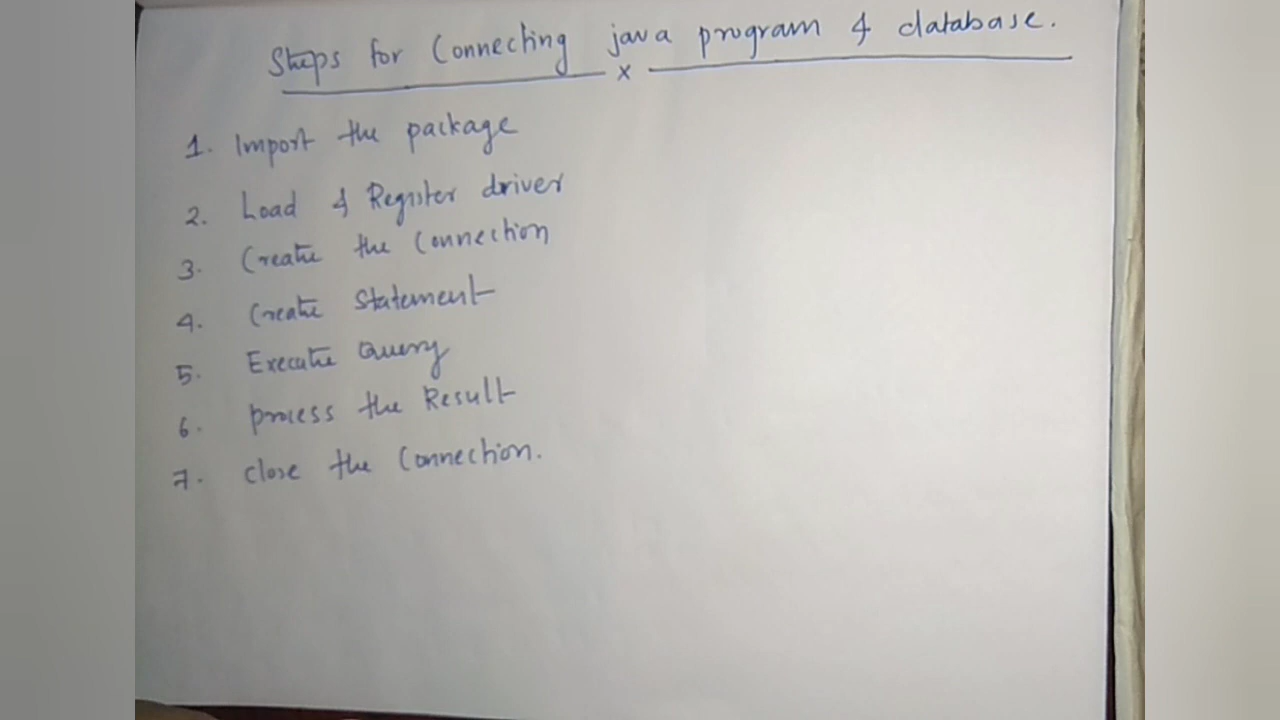 Steps for Connecting java program & database.
x
1. Import the package
2. Load & Register driver
3. Create the Connection
4. Create Statement
5. Execute Query
6. process the Result
7. close the Connection.